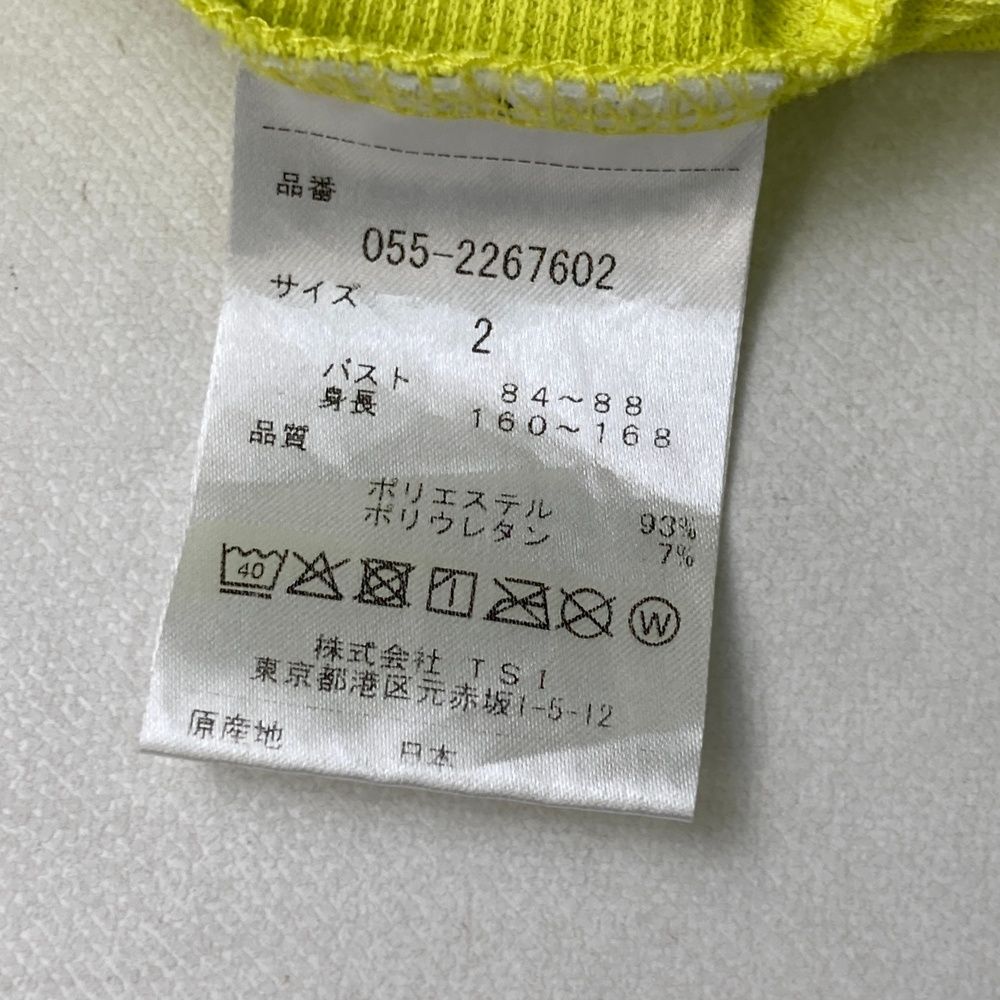 品番
055-2267602
サイズ
2
バスト 84～88
身長 160～168
品質
ポリエステル 93%
ポリウレタン 7%
40 W
株式会社 TSI
東京都港区元赤坂1-5-12
原産地 日本